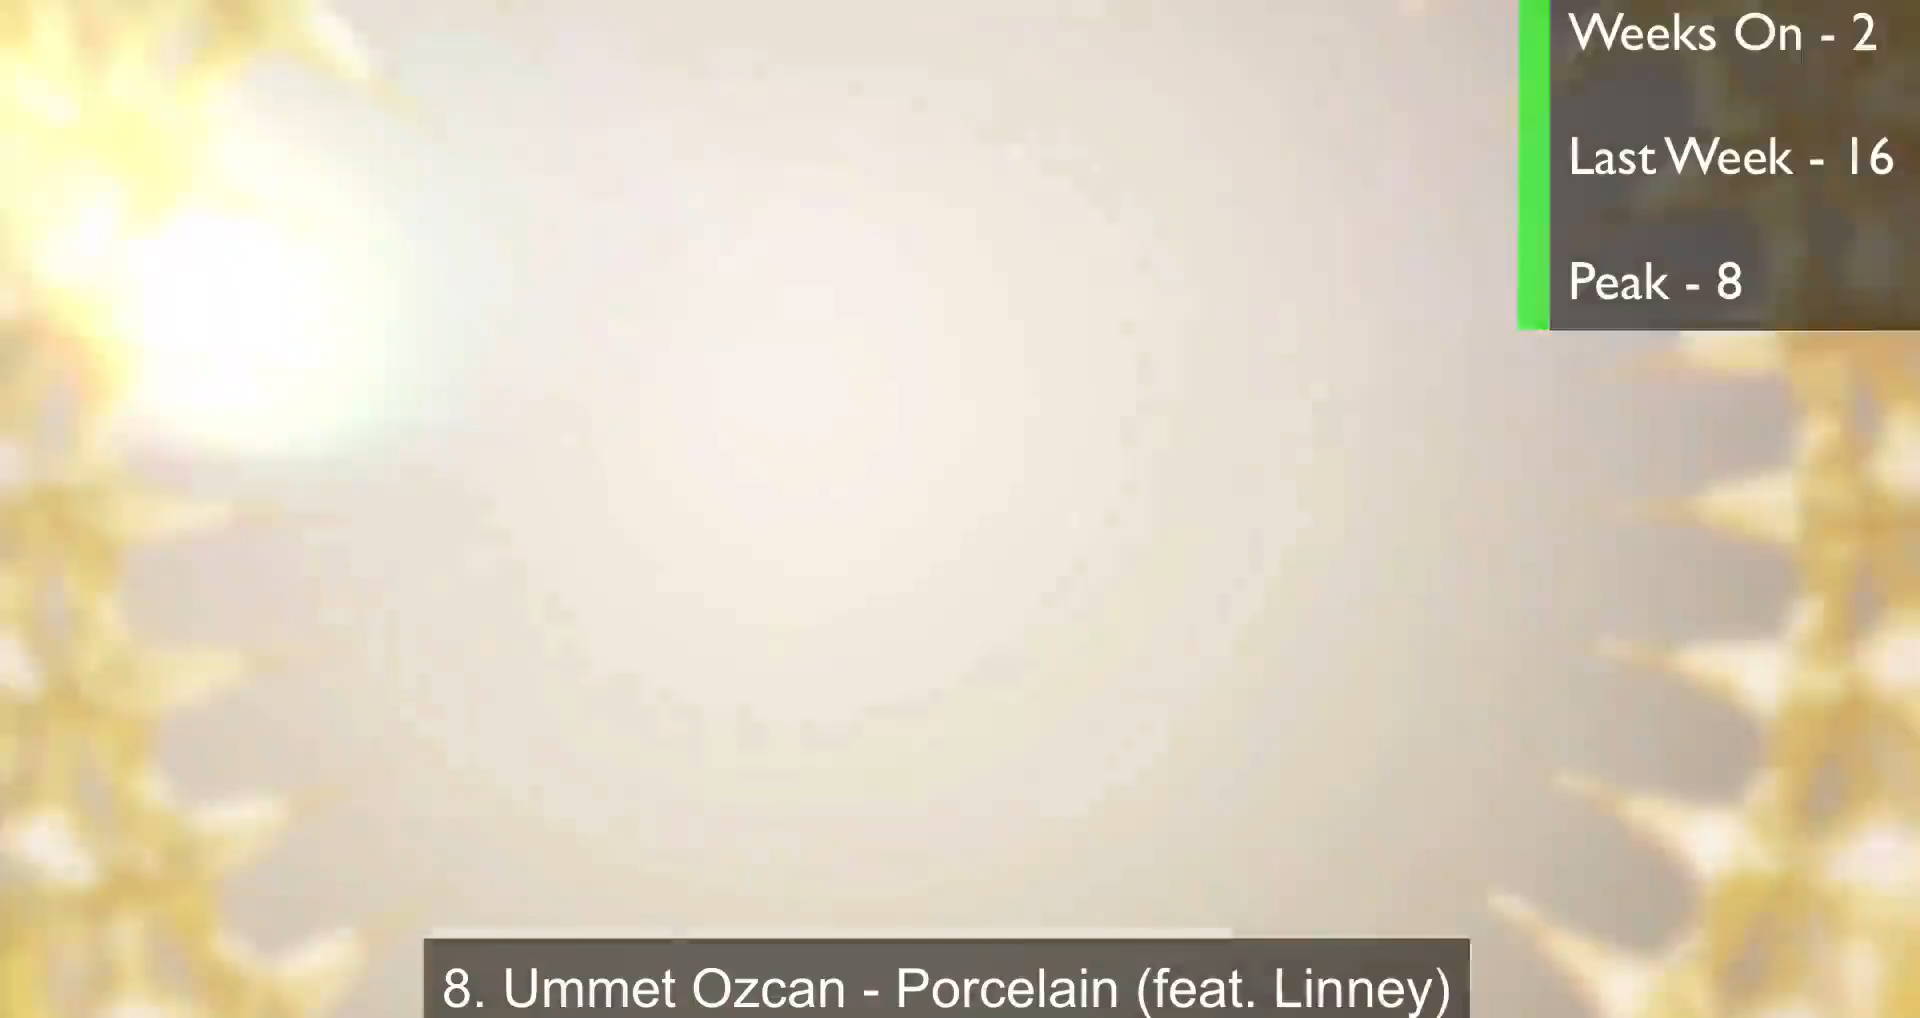 Weeks On - 2
Last Week - 16
Peak - 8
8. Ummet Ozcan - Porcelain (feat. Linney)